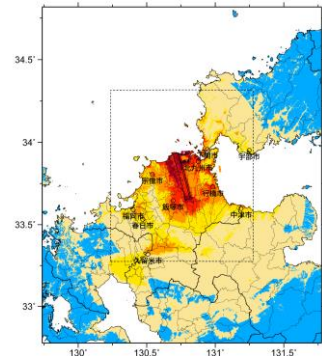 34.5˚
34˚
33.5˚
33˚
宇部市
宗像市
行橋市
飯塚市
福岡市
中津市
春日市
久留米市
130˚
130.5˚
131˚
131.5˚